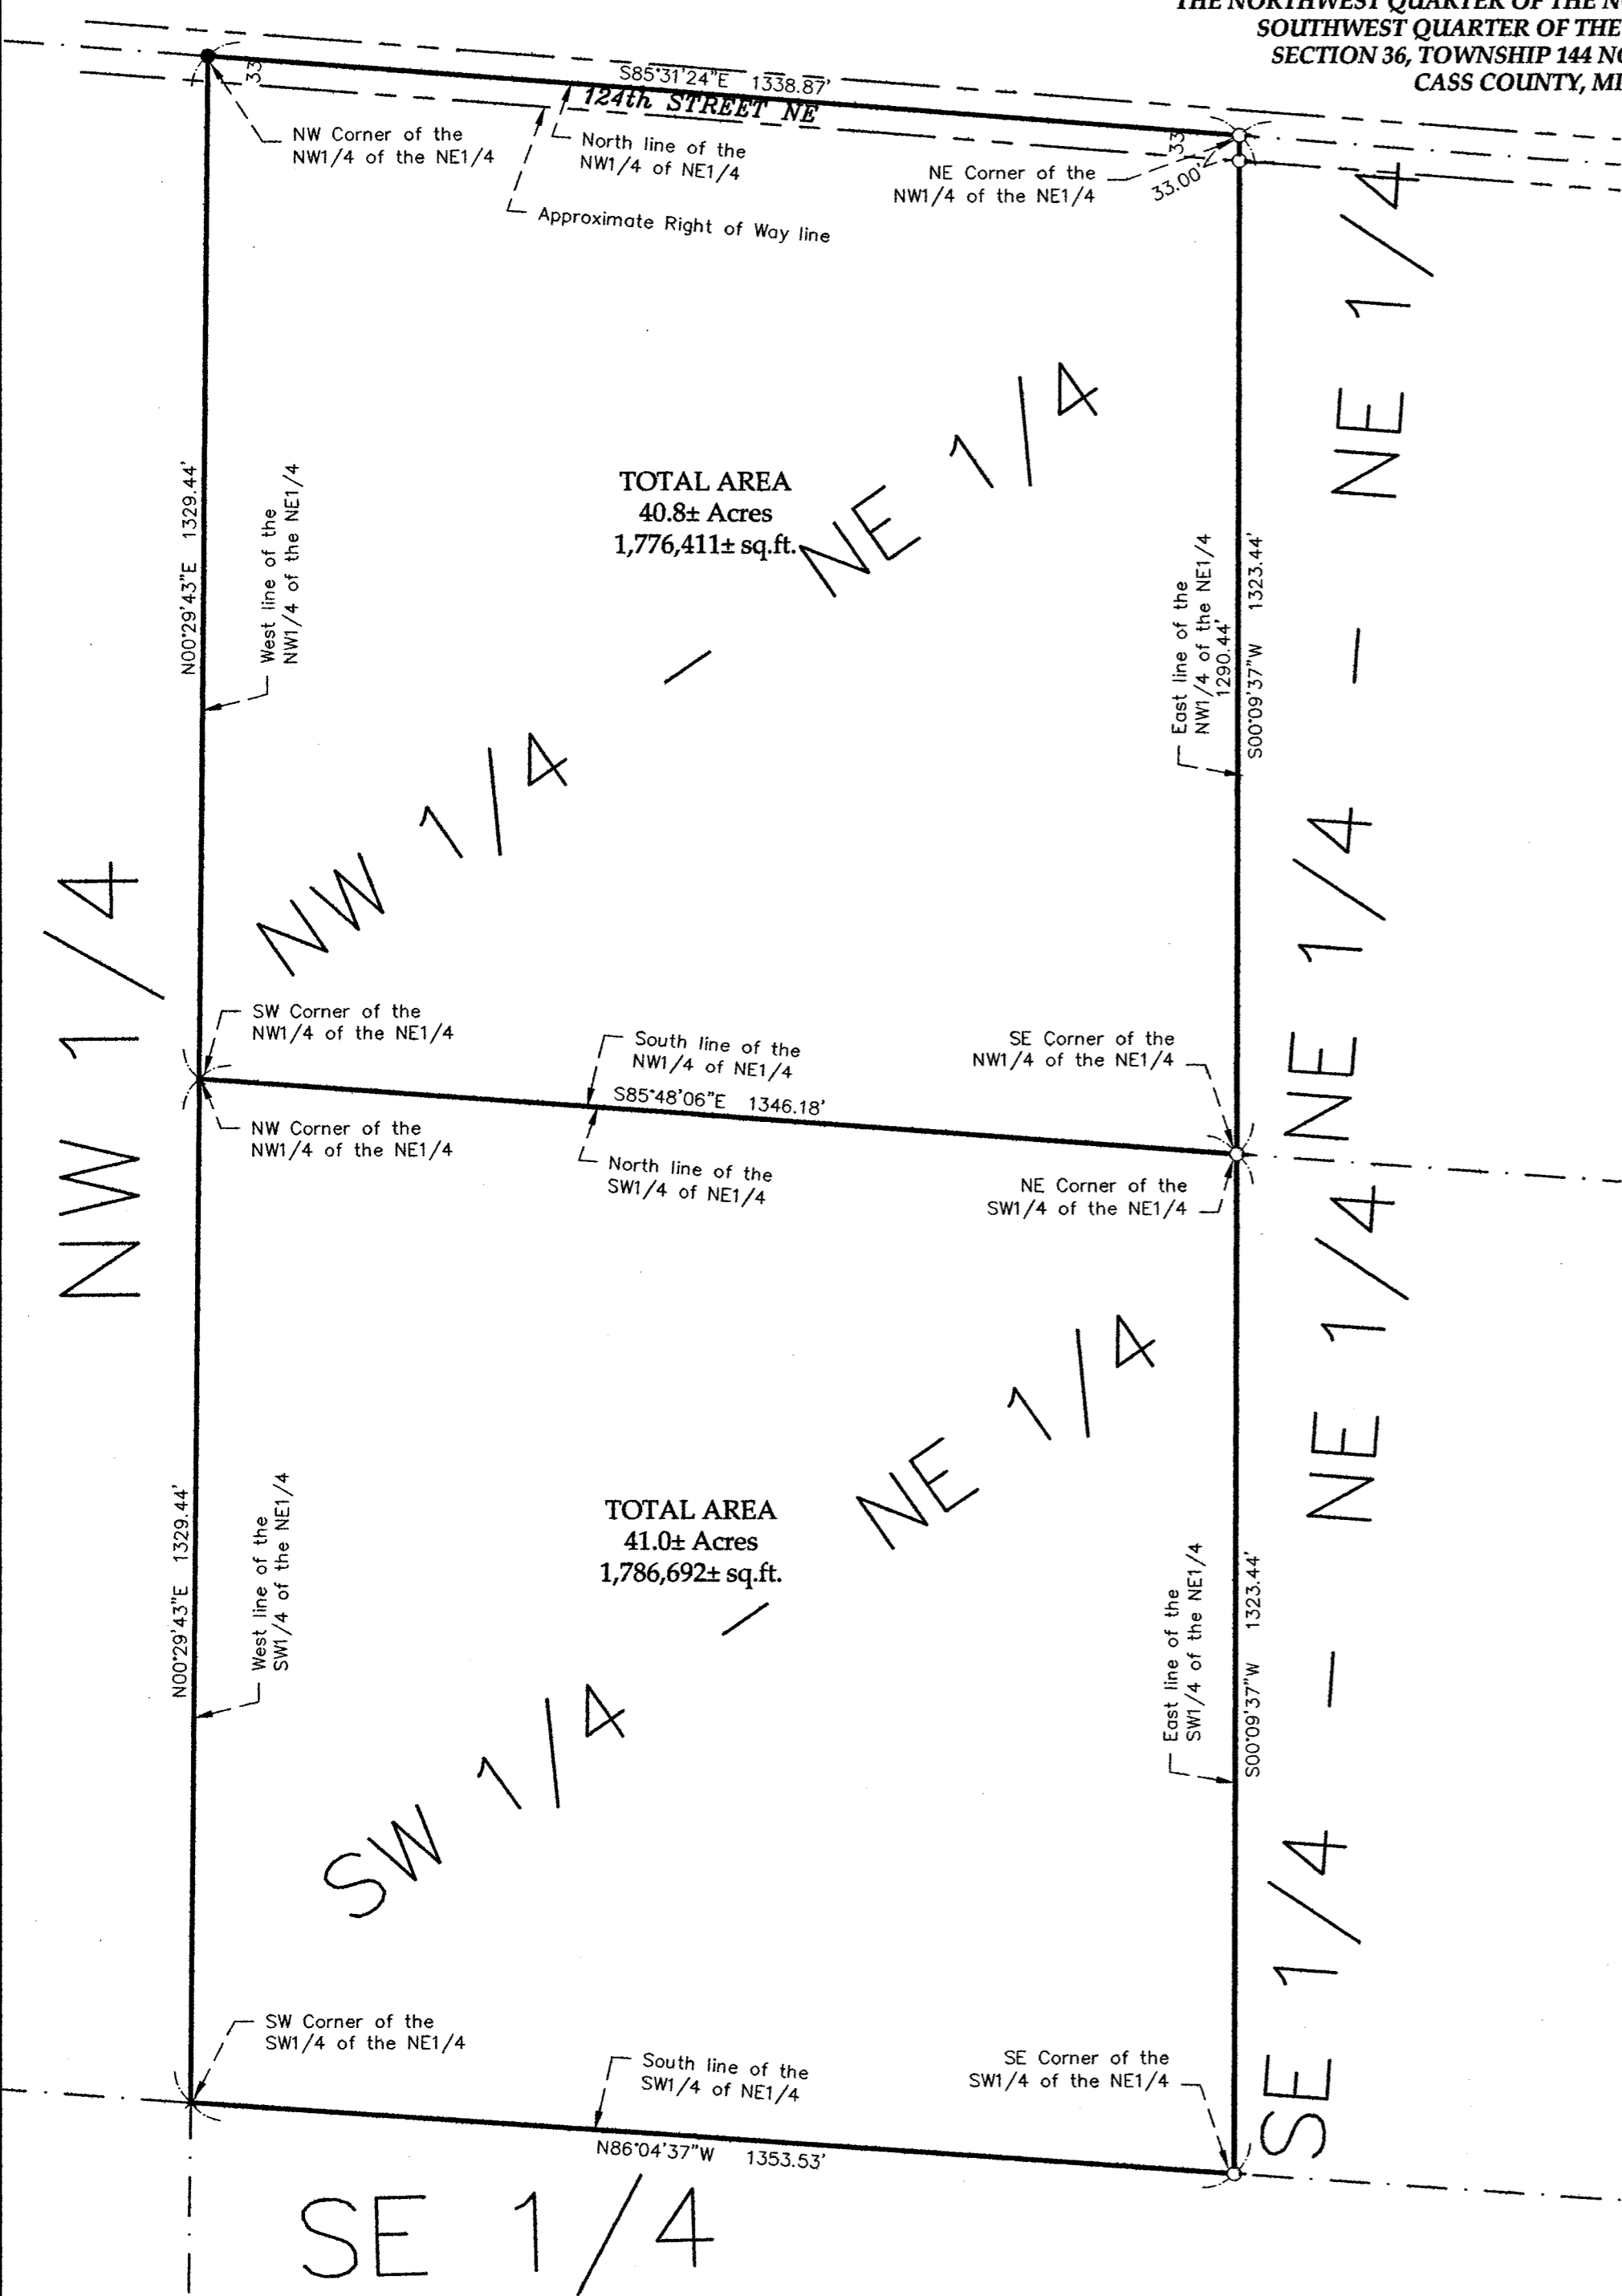 THE NORTHWEST QUARTER OF THE
SOUTHWEST QUARTER OF THE
SECTION 36, TOWNSHIP 144
CASS COUNTY,
S85°31'24"E 1338.87'
124th STREET NE
33
33
33.00'
NW Corner of the
NW1/4 of the NE1/4
North line of the
NW1/4 of NE1/4
NE Corner of the
NW1/4 of the NE1/4
Approximate Right of Way line
TOTAL AREA
40.8± Acres
1,776,411± sq.ft.
N00°29'43"E 1329.44'
West line of the
NW1/4 of the NE1/4
East line of the
NW1/4 of the NE1/4
1290.44'
S00°09'37"W 1323.44'
NW 1/4 - NE 1/4
NE 1/4 - NE 1/4
NW 1/4
SW Corner of the
NW1/4 of the NE1/4
South line of the
NW1/4 of NE1/4
SE Corner of the
NW1/4 of the NE1/4
S85°48'06"E 1346.18'
NW Corner of the
NW1/4 of the NE1/4
North line of the
SW1/4 of NE1/4
NE Corner of the
SW1/4 of the NE1/4
TOTAL AREA
41.0± Acres
1,786,692± sq.ft.
N00°29'43"E 1329.44'
West line of the
SW1/4 of the NE1/4
East line of the
SW1/4 of the NE1/4
S00°09'37"W 1323.44'
SW 1/4 - NE 1/4
SE 1/4 - NE 1/4
SW Corner of the
SW1/4 of the NE1/4
South line of the
SW1/4 of NE1/4
SE Corner of the
SW1/4 of the NE1/4
N86°04'37"W 1353.53'
SE 1/4